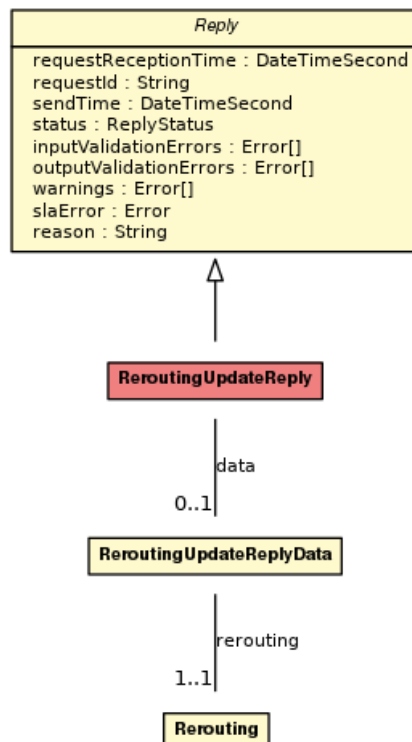 Reply
requestReceptionTime : DateTimeSecond
requestId : String
sendTime : DateTimeSecond
status : ReplyStatus
inputValidationErrors : Error[]
outputValidationErrors : Error[]
warnings : Error[]
slaError : Error
reason : String
ReroutingUpdateReply
data
0..1
ReroutingUpdateReplyData
rerouting
1..1
Rerouting